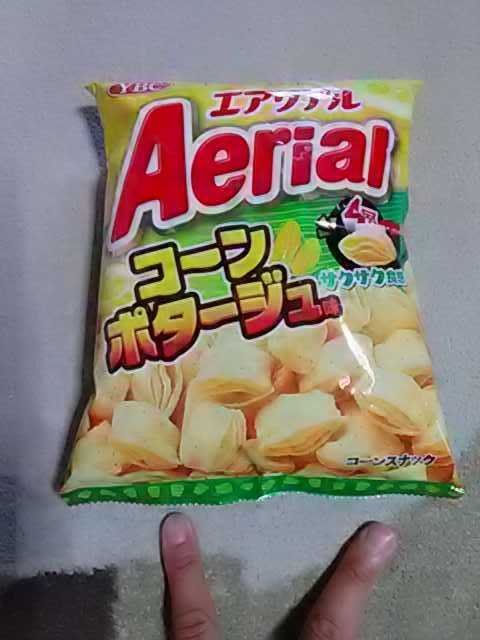 YBC
エアリアル
Aerial
4層
サクサク食感
コーン
ポタージュ味
コーンスナック